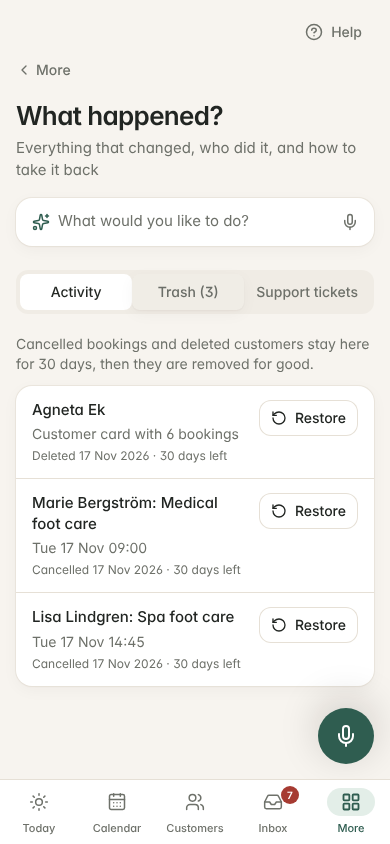 Help
More
What happened?
Everything that changed, who did it, and how to
take it back
What would you like to do?
Activity
Trash (3)
Support tickets
Cancelled bookings and deleted customers stay here
for 30 days, then they are removed for good.
Agneta Ek
Restore
Customer card with 6 bookings
Deleted 17 Nov 2026 · 30 days left
Marie Bergström: Medical
foot care
Restore
Tue 17 Nov 09:00
Cancelled 17 Nov 2026 · 30 days left
Lisa Lindgren: Spa foot care
Restore
Tue 17 Nov 14:45
Cancelled 17 Nov 2026 · 30 days left
7
Today
Calendar
Customers
Inbox
More